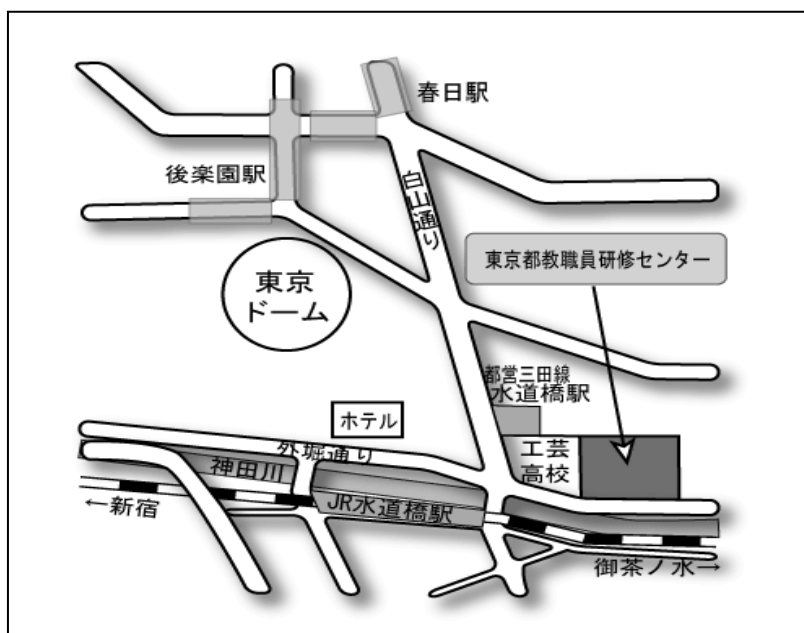 春日駅
後楽園駅
白山通り
東京都教職員研修センター
東京
ドーム
都営三田線
水道橋駅
ホテル
工芸
高校
外堀通り
神田川
JR水道橋駅
←新宿
御茶ノ水→